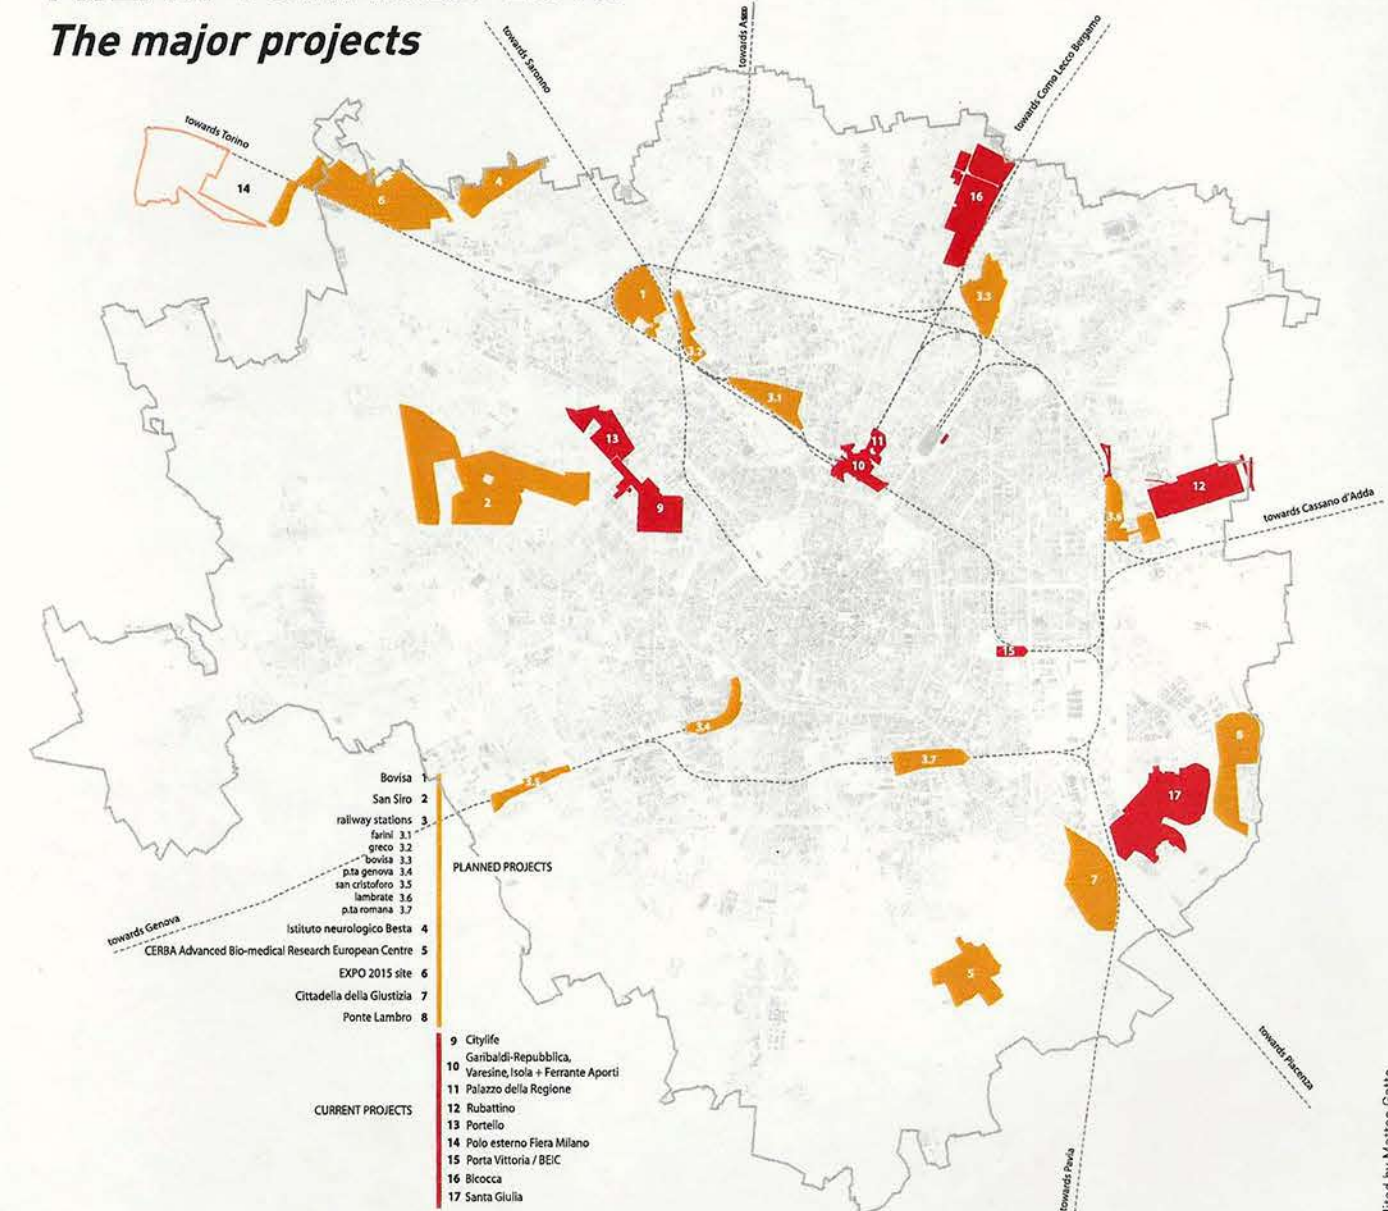 The major projects
towards Saronno
towards Asso
towards Como Lecco Bergamo
towards Torino
14
6
4
16
1
3.3
3.2
3.1
13
11
10
2
9
12
3.6
towards Cassano d'Adda
15
3.4
3.7
3.5
8
17
7
5
Bovisa 1
San Siro 2
railway stations 3
farini 3.1
greco 3.2
bovisa 3.3
p.ta genova 3.4
san cristoforo 3.5
lambrate 3.6
p.ta romana 3.7
PLANNED PROJECTS
towards Genova
Istituto neurologico Besta 4
CERBA Advanced Bio-medical Research European Centre 5
EXPO 2015 site 6
Cittadella della Giustizia 7
Ponte Lambro 8
9 Citylife
10 Garibaldi-Repubblica,
Varesine, Isola + Ferrante Aporti
11 Palazzo della Regione
CURRENT PROJECTS
12 Rubattino
13 Portello
14 Polo esterno Fiera Milano
15 Porta Vittoria / BEIC
16 Bicocca
17 Santa Giulia
towards Piacenza
towards Pavia
by Matteo